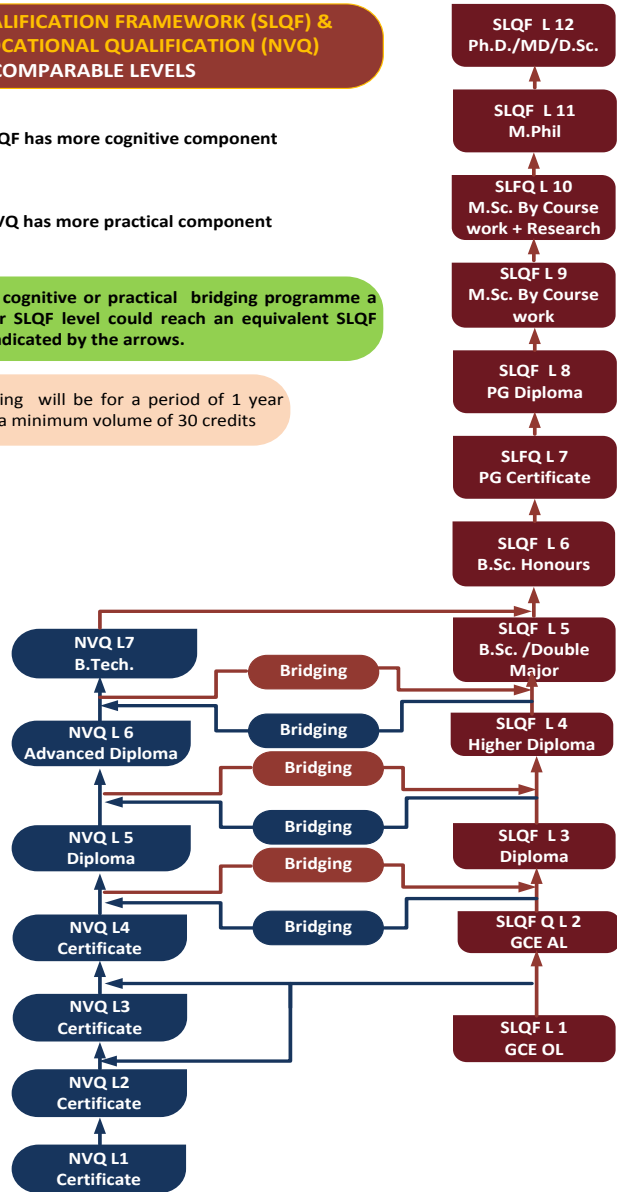 ALIFICATION FRAMEWORK (SLQF) &
OCATIONAL QUALIFICATION (NVQ)
COMPARABLE LEVELS
QF has more cognitive component
VQ has more practical component
cognitive or practical bridging programme a
r SLQF level could reach an equivalent SLQF
ndicated by the arrows.
ing will be for a period of 1 year
a minimum volume of 30 credits
SLQF L 12
Ph.D./MD/D.Sc.
SLQF L 11
M.Phil
SLFQ L 10
M.Sc. By Course
work + Research
SLQF L 9
M.Sc. By Course
work
SLQF L 8
PG Diploma
SLFQ L 7
PG Certificate
SLQF L 6
B.Sc. Honours
SLQF L 5
B.Sc. /Double
Major
SLQF L 4
Higher Diploma
SLQF L 3
Diploma
SLQF Q L 2
GCE AL
SLQF L 1
GCE OL
Bridging
Bridging
Bridging
Bridging
Bridging
Bridging
NVQ L7
B.Tech.
NVQ L 6
Advanced Diploma
NVQ L 5
Diploma
NVQ L4
Certificate
NVQ L3
Certificate
NVQ L2
Certificate
NVQ L1
Certificate